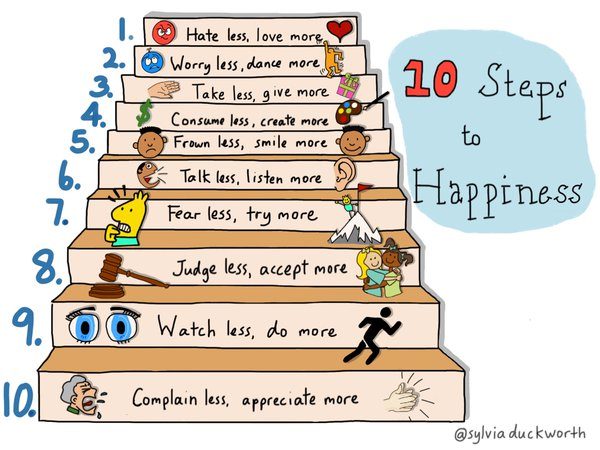 1. Hate less, love more
2. Worry less, dance more
3. Take less, give more
4. $ Consume less, create more
5. Frown less, smile more
6. Talk less, listen more
7. Fear less, try more
8. Judge less, accept more
9. Watch less, do more
10. Complain less, appreciate more
10 Steps
to
Happiness
@sylviaduckworth